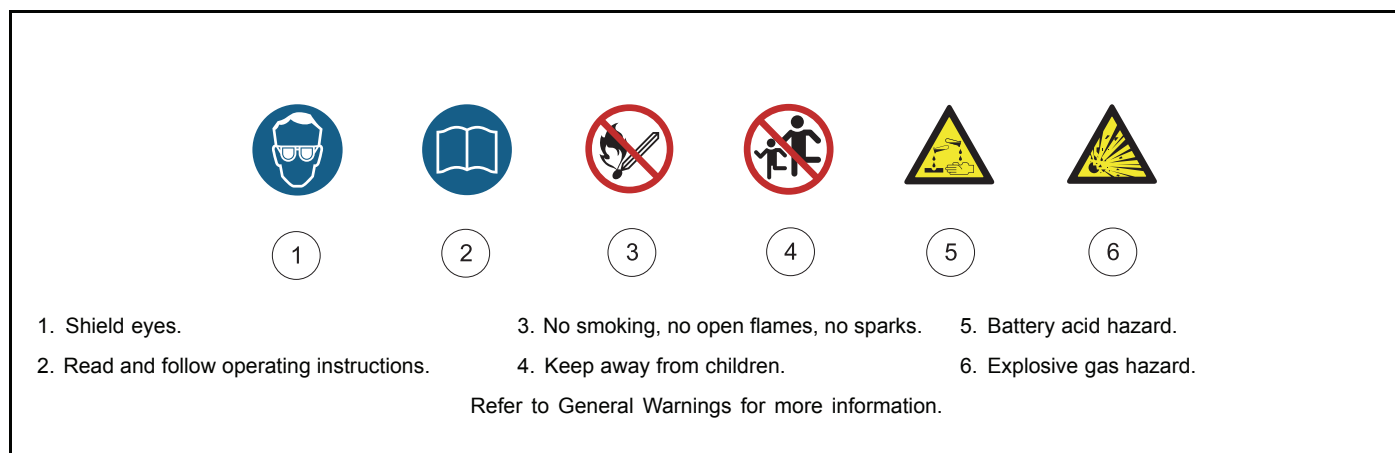 1
2
3
4
5
6
1. Shield eyes.
2. Read and follow operating instructions.
3. No smoking, no open flames, no sparks.
4. Keep away from children.
5. Battery acid hazard.
6. Explosive gas hazard.
Refer to General Warnings for more information.